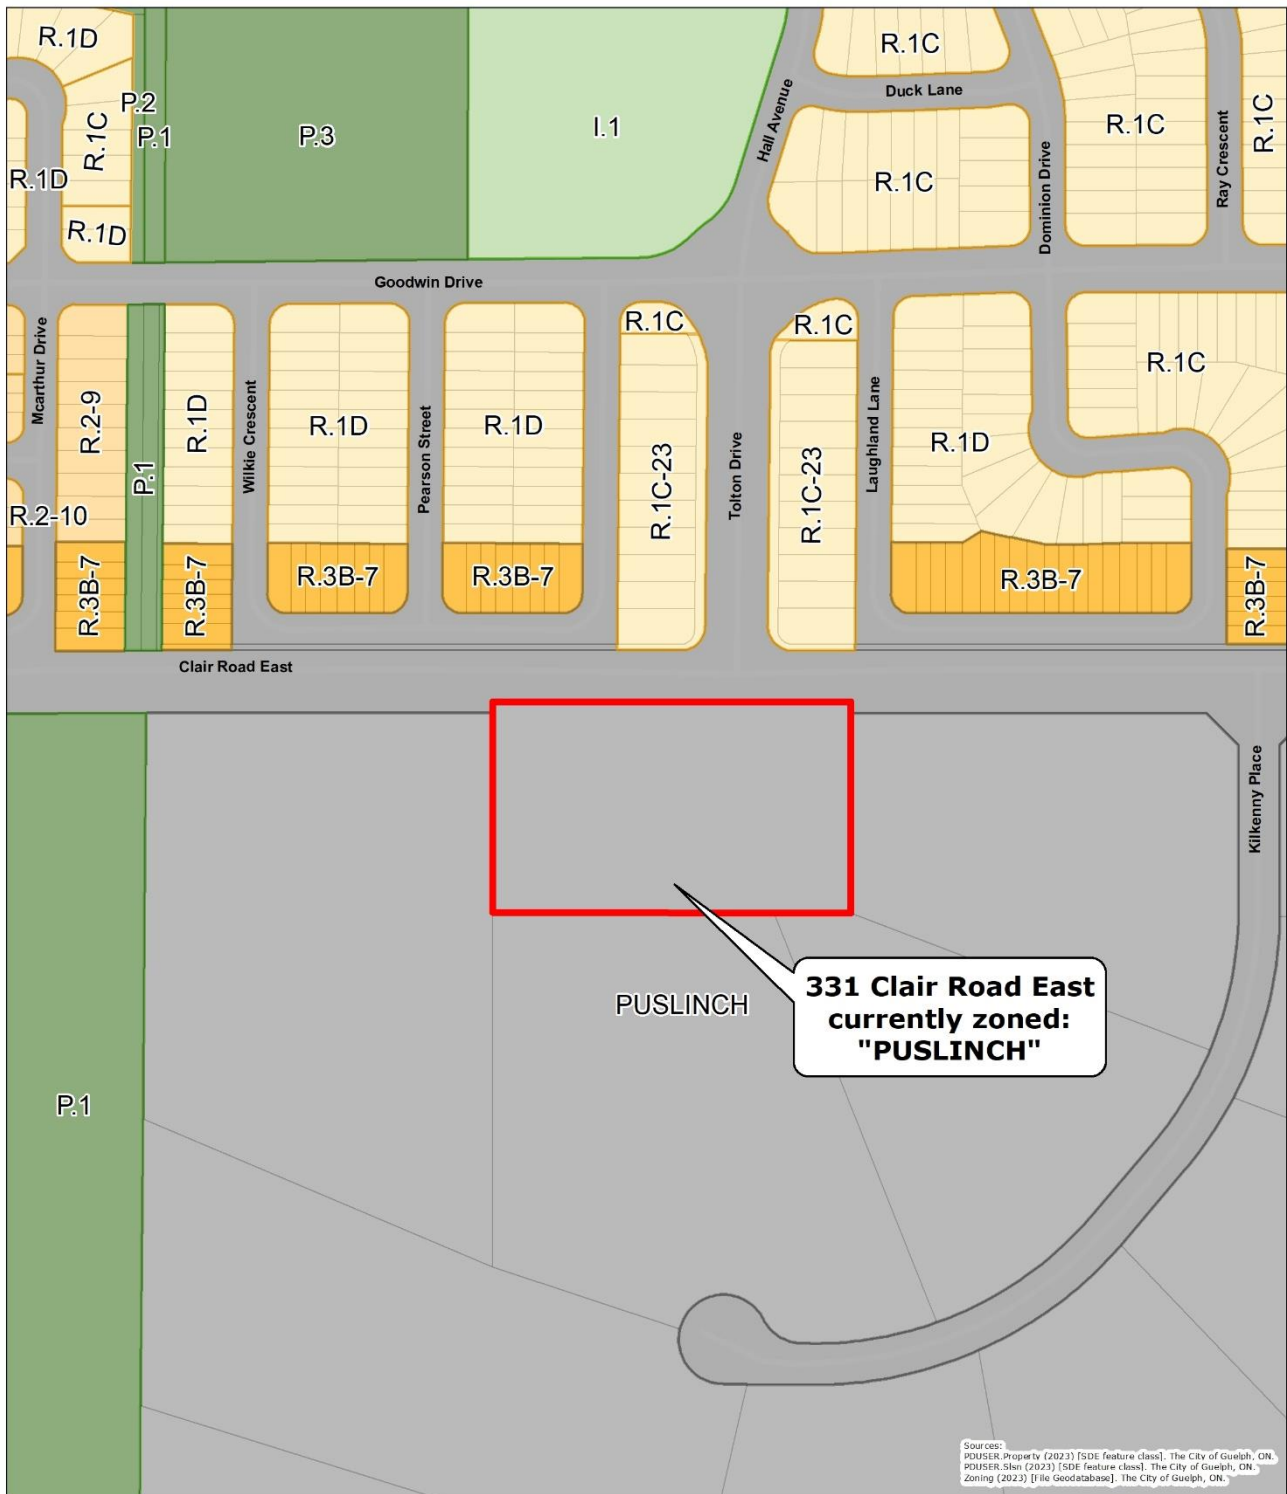 R.1D
R.1C
Duck Lane
P.2
P.1
P.3
I.1
Hall Avenue
R.1C
R.1C
R.1C
R.1C
R.1D
R.1D
R.1C
Dominion Drive
Ray Crescent
Goodwin Drive
Mcarthur Drive
R.2-9
P.1
R.1D
Wilkie Crescent
R.1D
Pearson Street
R.1D
R.1C
R.1C-23
Tolton Drive
R.1C
R.1C-23
Laughland Lane
R.1D
R.1C
R.2-10
R.3B-7
R.3B-7
R.3B-7
R.3B-7
R.3B-7
R.3B-7
Clair Road East
Kilkenny Place
PUSLINCH
331 Clair Road East
currently zoned:
"PUSLINCH"
P.1
Sources:
PDUSER.Property (2023) [SDE feature class]. The City of Guelph, ON.
PDUSER.Slsn (2023) [SDE feature class]. The City of Guelph, ON.
Zoning (2023) [File Geodatabase]. The City of Guelph, ON.